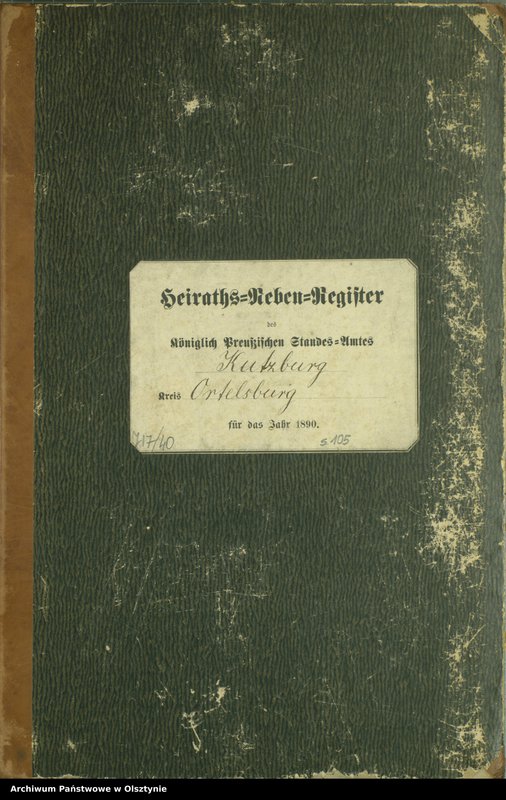 Heiraths=Neben=Register
des
Königlich Preußischen Standes=Amtes
Kutzburg
Kreis Ortelsburg
für das Jahr 1890.
717/40 s 105
Archiwum Państwowe w Olsztynie